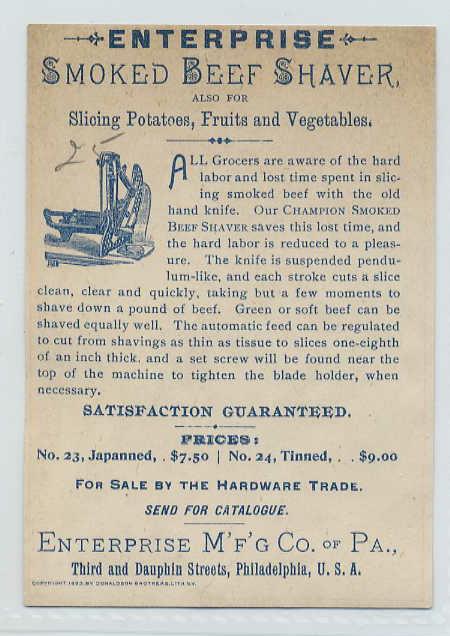 ENTERPRISE
SMOKED BEEF SHAVER,
ALSO FOR
Slicing Potatoes, Fruits and Vegetables.
25
ALL Grocers are aware of the hard
labor and lost time spent in slic-
ing smoked beef with the old
hand knife. Our CHAMPION SMOKED
BEEF SHAVER saves this lost time, and
the hard labor is reduced to a pleas-
ure. The knife is suspended pendu-
lum-like, and each stroke cuts a slice
clean, clear and quickly, taking but a few moments to
shave down a pound of beef. Green or soft beef can be
shaved equally well. The automatic feed can be regulated
to cut from shavings as thin as tissue to slices one-eighth
of an inch thick, and a set screw will be found near the
top of the machine to tighten the blade holder, when
necessary.
SATISFACTION GUARANTEED.
PRICES:
No. 23, Japanned, . $7.50 | No. 24, Tinned, . . $9.00
FOR SALE BY THE HARDWARE TRADE.
SEND FOR CATALOGUE.
ENTERPRISE M'F'G CO. OF PA.,
Third and Dauphin Streets, Philadelphia, U. S. A.
COPYRIGHT 1893, BY DONALDSON BROTHERS, LITH NY.